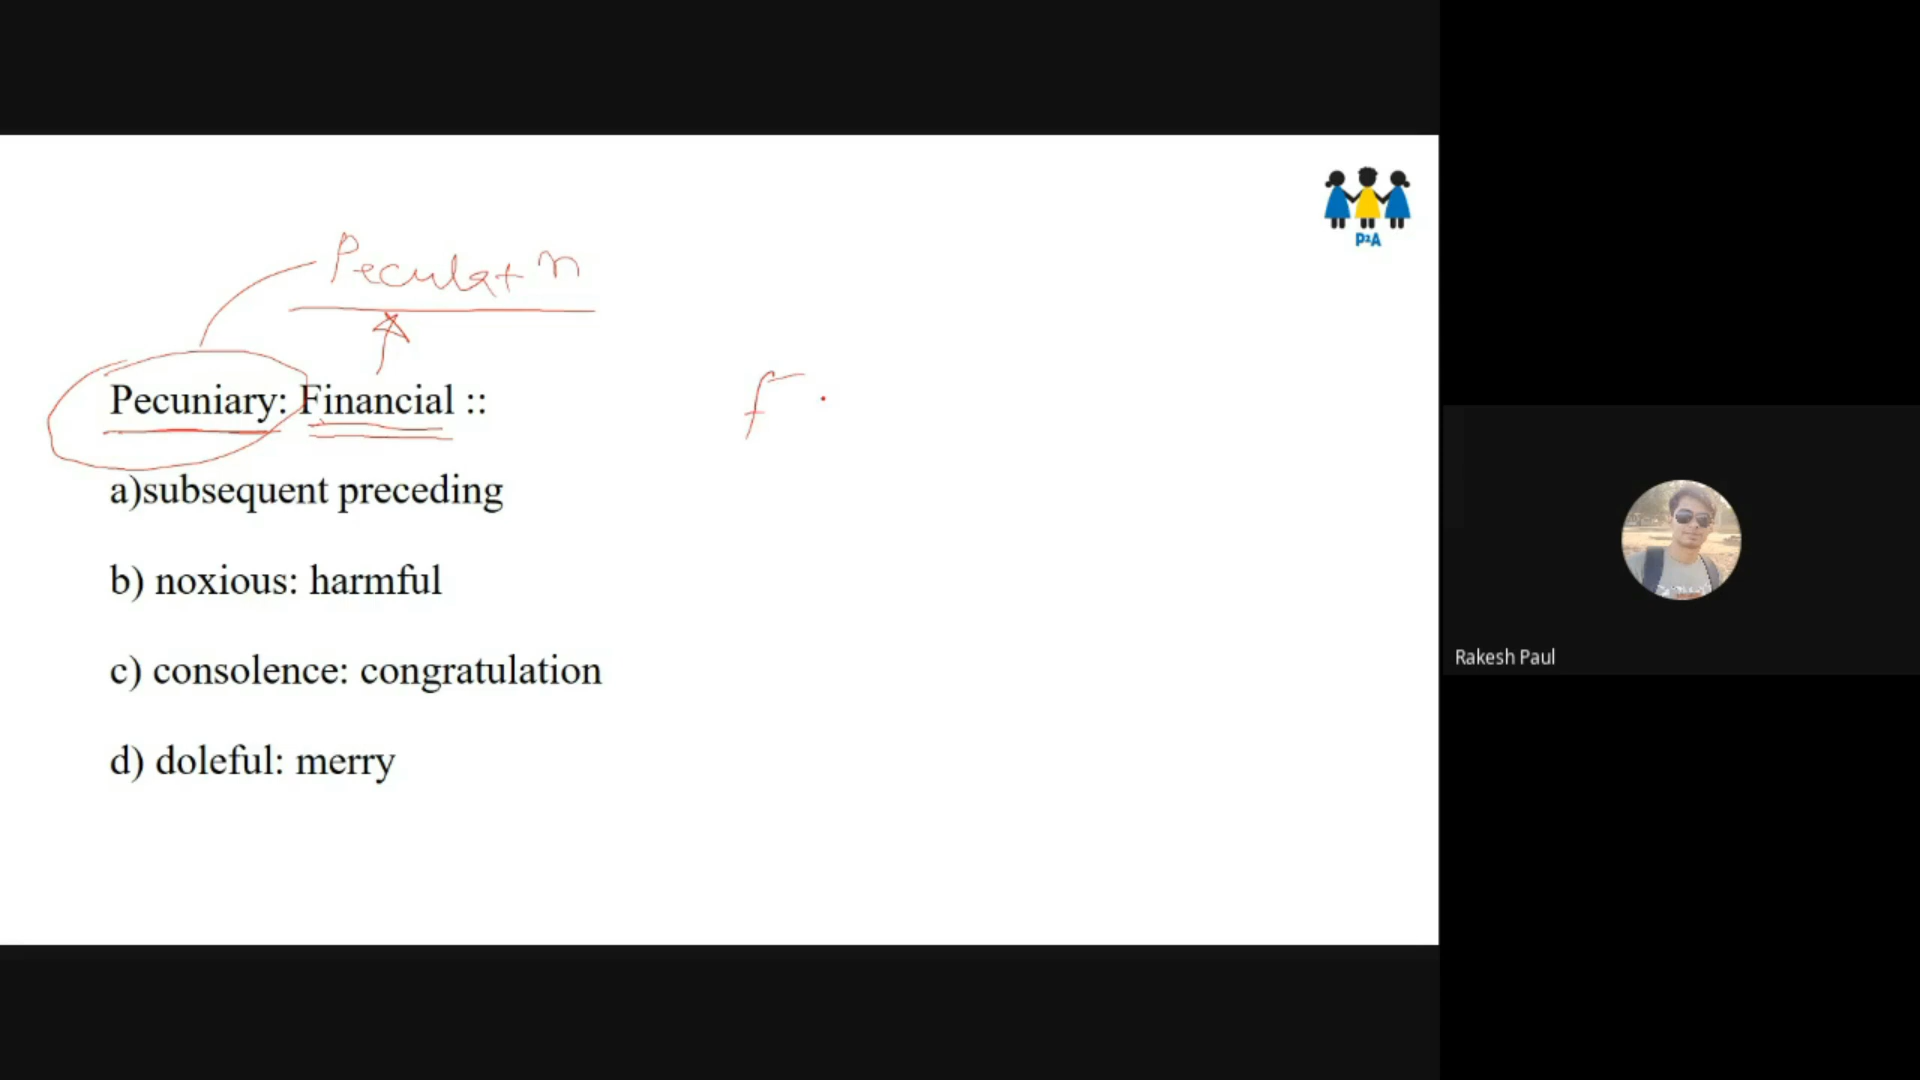 P²A
Peculatn
Pecuniary: Financial ::
f
a)subsequent preceding
b) noxious: harmful
c) consolence: congratulation
d) doleful: merry
Rakesh Paul